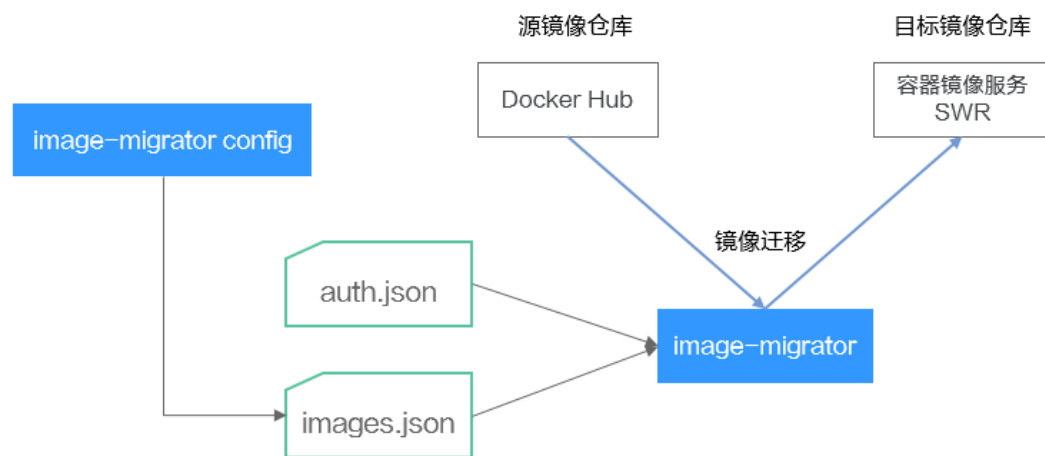 源镜像仓库
目标镜像仓库
Docker Hub
容器镜像服务
SWR
image-migrator config
镜像迁移
auth.json
image-migrator
images.json